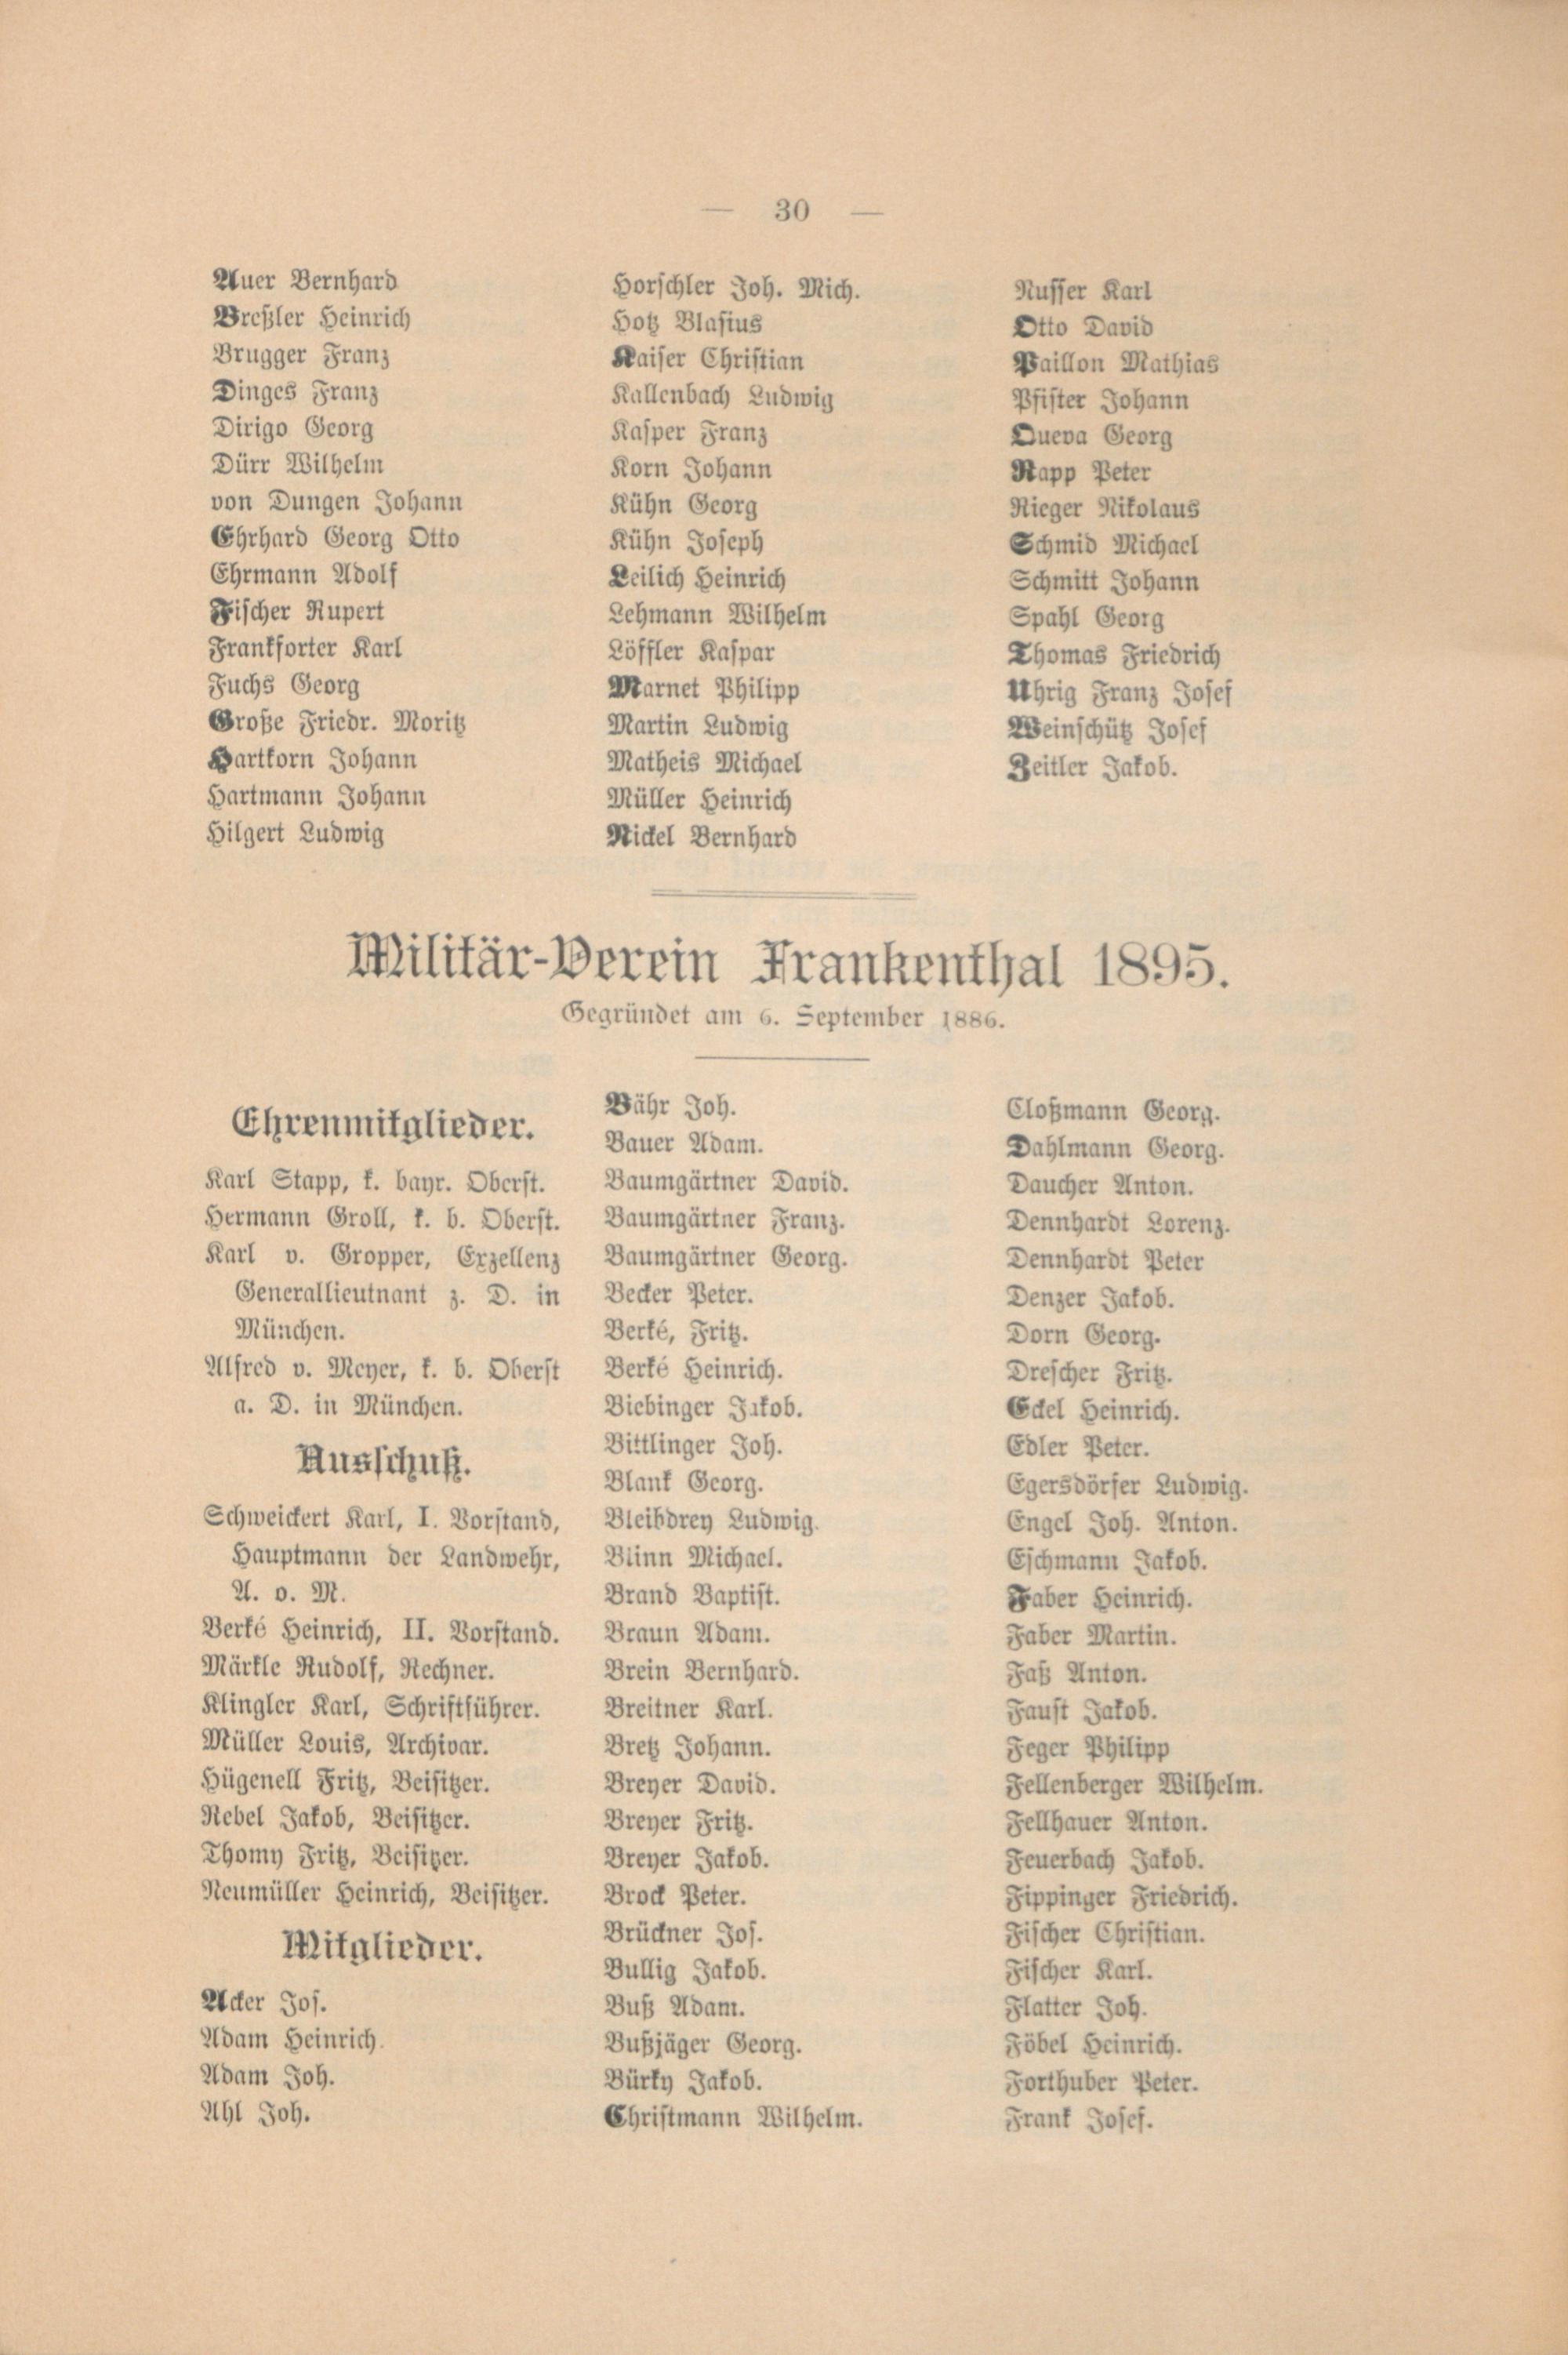 — 30 —
Auer Bernhard
Breßler Heinrich
Brugger Franz
Dinges Franz
Dirigo Georg
Dürr Wilhelm
von Dungen Johann
Ehrhard Georg Otto
Ehrmann Adolf
Fischer Rupert
Frankforter Karl
Fuchs Georg
Große Friedr. Moritz
Hartkorn Johann
Hartmann Johann
Hilgert Ludwig
Horschler Joh. Mich.
Hotz Blasius
Kaiser Christian
Kallenbach Ludwig
Kasper Franz
Korn Johann
Kühn Georg
Kühn Joseph
Leilich Heinrich
Lehmann Wilhelm
Löffler Kaspar
Marnet Philipp
Martin Ludwig
Matheis Michael
Müller Heinrich
Nickel Bernhard
Nusser Karl
Otto David
Paillon Mathias
Pfister Johann
Queva Georg
Rapp Peter
Rieger Nikolaus
Schmid Michael
Schmitt Johann
Spahl Georg
Thomas Friedrich
Uhrig Franz Josef
Weinschütz Josef
Zeitler Jakob.
Militär-Verein Frankenthal 1895.
Gegründet am 6. September 1886.
Ehrenmitglieder.
Karl Stapp, k. bayr. Oberst.
Hermann Groll, k. b. Oberst.
Karl v. Gropper, Exzellenz
Generallieutnant z. D. in
München.
Alfred v. Meyer, k. b. Oberst
a. D. in München.
Ausschuß.
Schweickert Karl, I. Vorstand,
Hauptmann der Landwehr,
A. o. M.
Berké Heinrich, II. Vorstand.
Märkle Rudolf, Rechner.
Klingler Karl, Schriftführer.
Müller Louis, Archivar.
Hügenell Fritz, Beisitzer.
Rebel Jakob, Beisitzer.
Thomy Fritz, Beisitzer.
Neumüller Heinrich, Beisitzer.
Mitglieder.
Acker Jos.
Adam Heinrich.
Adam Joh.
Ahl Joh.
Bähr Joh.
Bauer Adam.
Baumgärtner David.
Baumgärtner Franz.
Baumgärtner Georg.
Becker Peter.
Berké, Fritz.
Berké Heinrich.
Biebinger Jakob.
Bittlinger Joh.
Blank Georg.
Bleibdrey Ludwig.
Blinn Michael.
Brand Baptist.
Braun Adam.
Brein Bernhard.
Breitner Karl.
Bretz Johann.
Breyer David.
Breyer Fritz.
Breyer Jakob.
Brock Peter.
Brückner Jos.
Bullig Jakob.
Buß Adam.
Bußjäger Georg.
Bürky Jakob.
Christmann Wilhelm.
Cloßmann Georg.
Dahlmann Georg.
Daucher Anton.
Dennhardt Lorenz.
Dennhardt Peter
Denzer Jakob.
Dorn Georg.
Drescher Fritz.
Eckel Heinrich.
Edler Peter.
Egersdörfer Ludwig.
Engel Joh. Anton.
Eschmann Jakob.
Faber Heinrich.
Faber Martin.
Faß Anton.
Faust Jakob.
Feger Philipp
Fellenberger Wilhelm.
Fellhauer Anton.
Feuerbach Jakob.
Fippinger Friedrich.
Fischer Christian.
Fischer Karl.
Flatter Joh.
Föbel Heinrich.
Forthuber Peter.
Frank Josef.